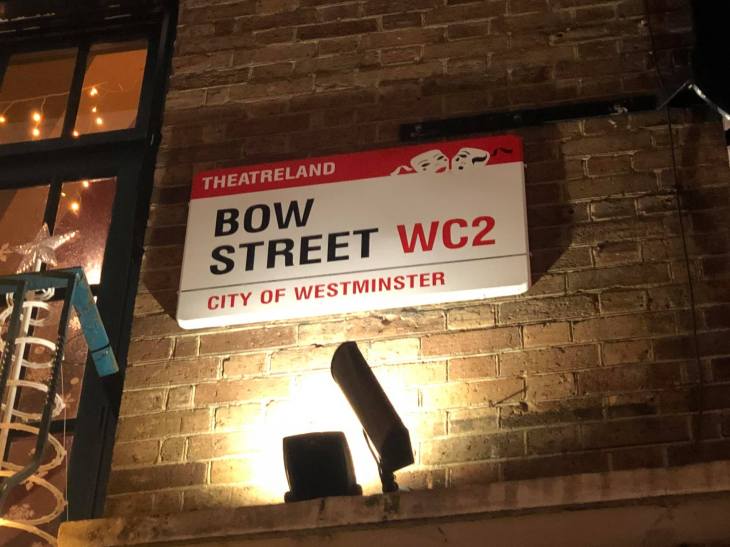 THEATRELAND
BOW
STREET WC2
CITY OF WESTMINSTER